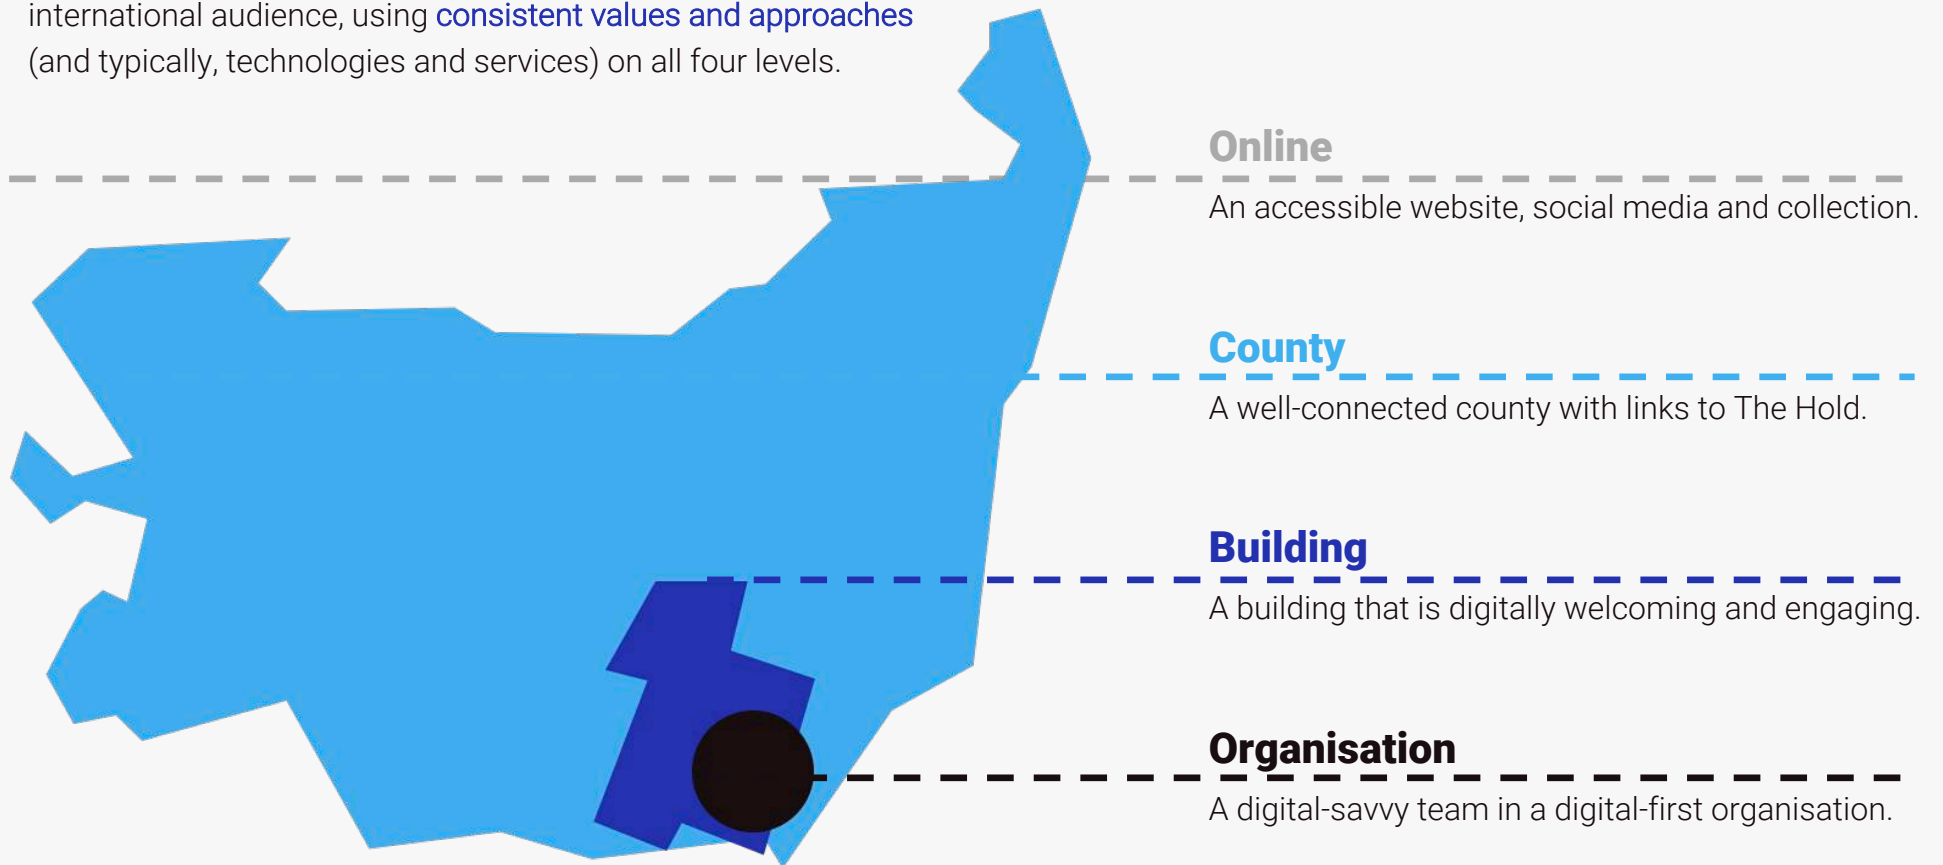 international audience, using consistent values and approaches
(and typically, technologies and services) on all four levels.
Online
An accessible website, social media and collection.
County
A well-connected county with links to The Hold.
Building
A building that is digitally welcoming and engaging.
Organisation
A digital-savvy team in a digital-first organisation.